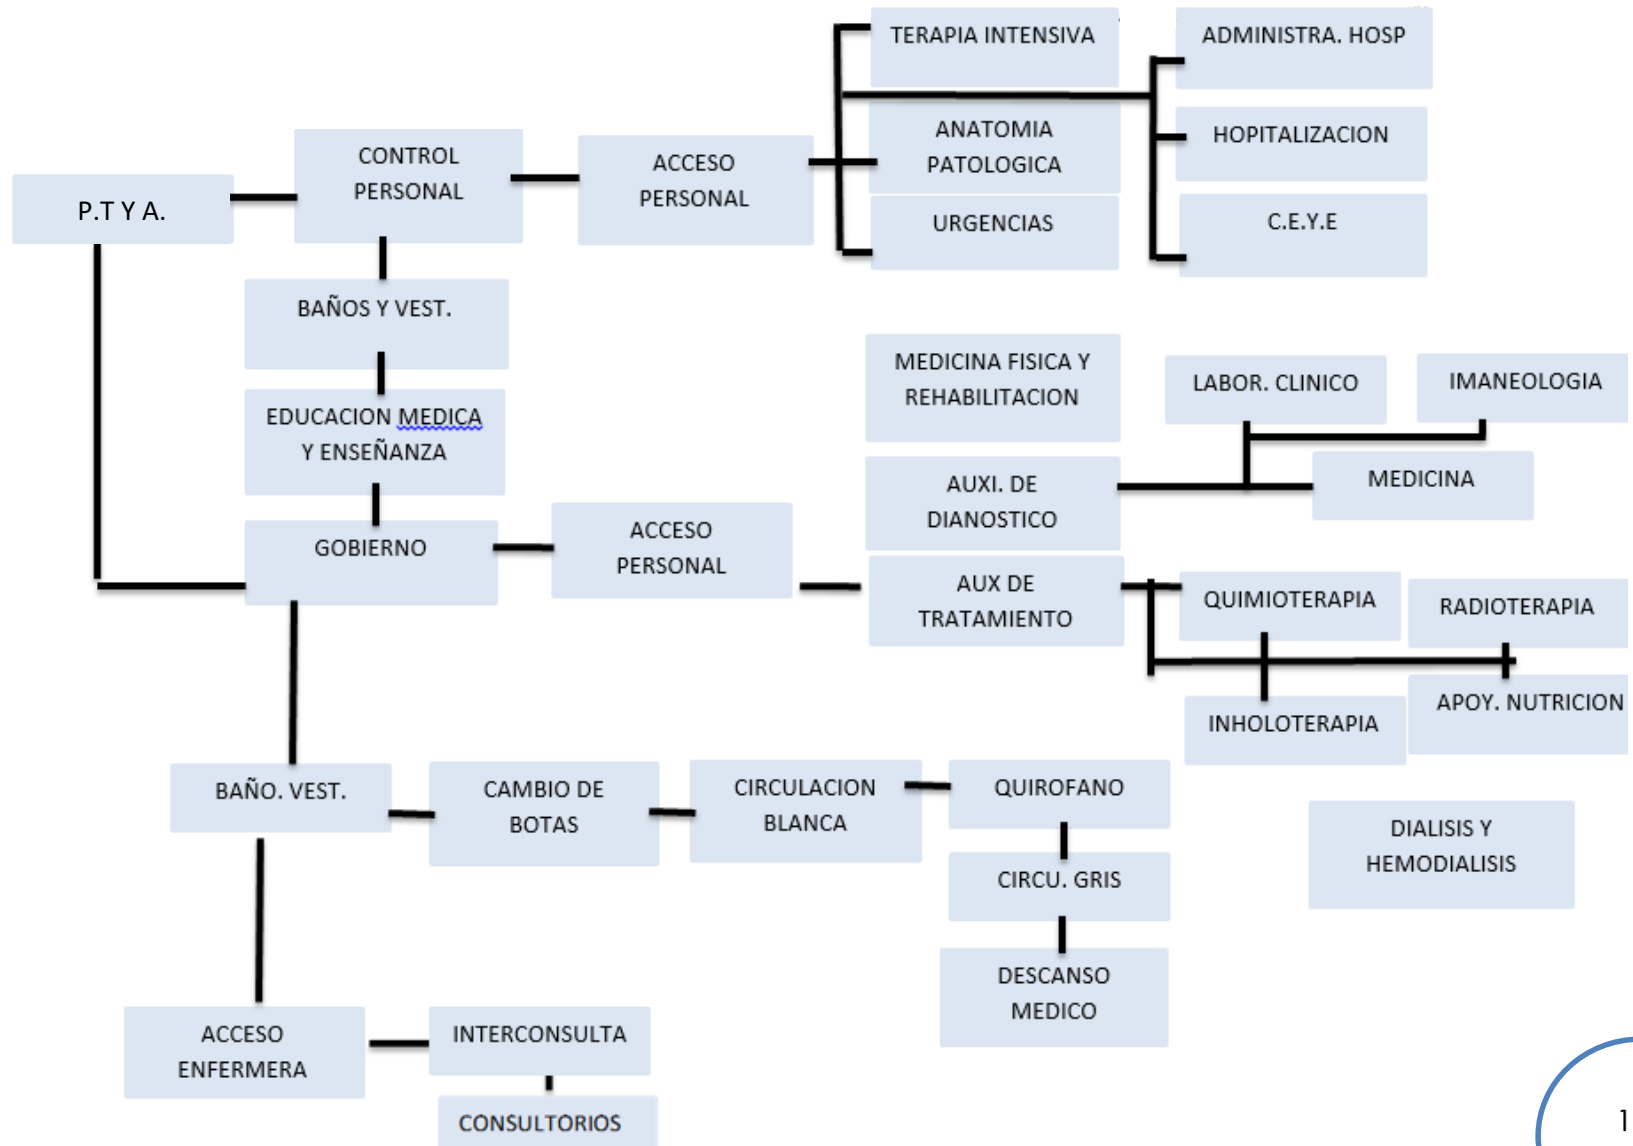 TERAPIA INTENSIVA
ADMINISTRA. HOSP
ANATOMIA
PATOLOGICA
HOPITALIZACION
CONTROL
PERSONAL
ACCESO
PERSONAL
P.T Y A.
URGENCIAS
C.E.Y.E
BAÑOS Y VEST.
MEDICINA FISICA Y
REHABILITACION
LABOR. CLINICO
IMANEOLOGIA
EDUCACION MEDICA
Y ENSEÑANZA
AUXI. DE
DIANOSTICO
MEDICINA
GOBIERNO
ACCESO
PERSONAL
AUX DE
TRATAMIENTO
QUIMIOTERAPIA
RADIOTERAPIA
INHOLOTERAPIA
APOY. NUTRICION
BAÑO. VEST.
CAMBIO DE
BOTAS
CIRCULACION
BLANCA
QUIROFANO
DIALISIS Y
HEMODIALISIS
CIRCU. GRIS
DESCANSO
MEDICO
ACCESO
ENFERMERA
INTERCONSULTA
CONSULTORIOS
1